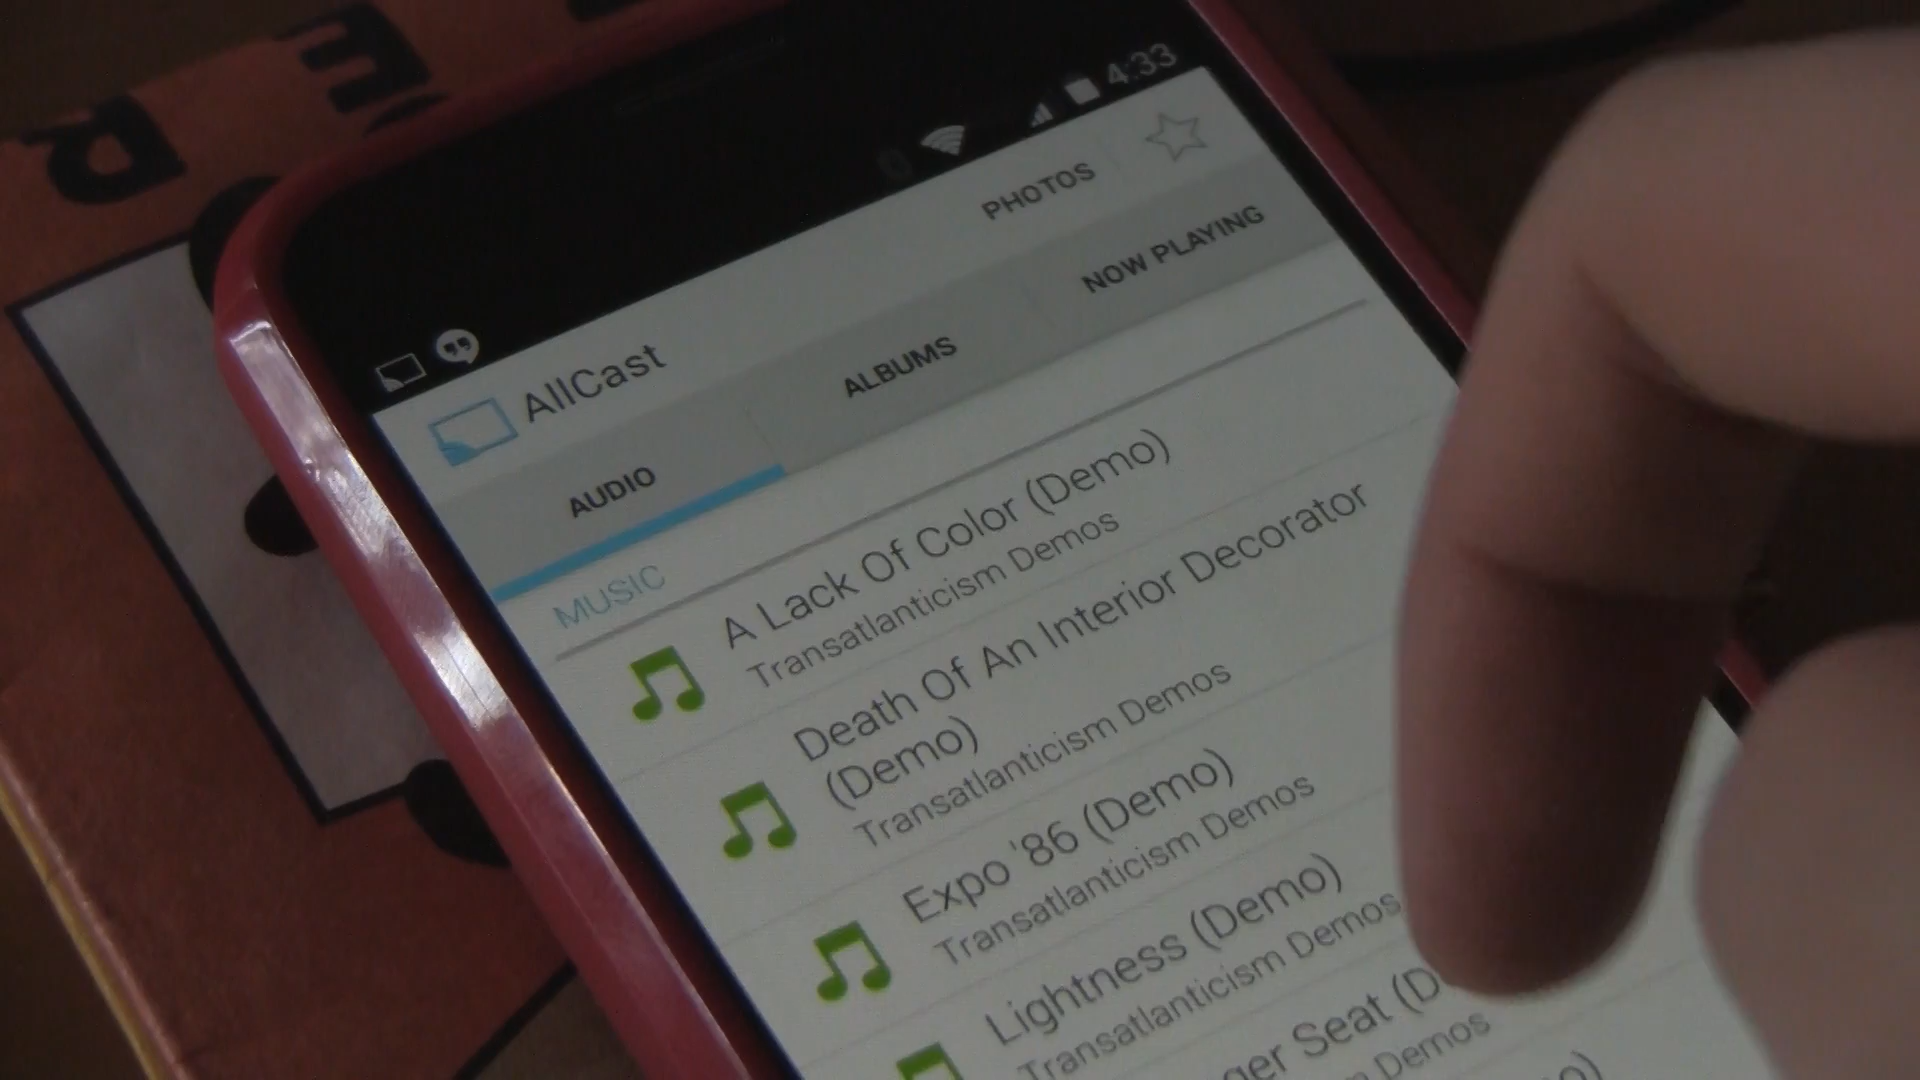 4:33
AllCast
PHOTOS
AUDIO
ALBUMS
NOW PLAYING
MUSIC
A Lack Of Color (Demo)
Transatlanticism Demos
Death Of An Interior Decorator
(Demo)
Transatlanticism Demos
Expo '86 (Demo)
Transatlanticism Demos
Lightness (Demo)
Transatlanticism Demos
Seat
Demos